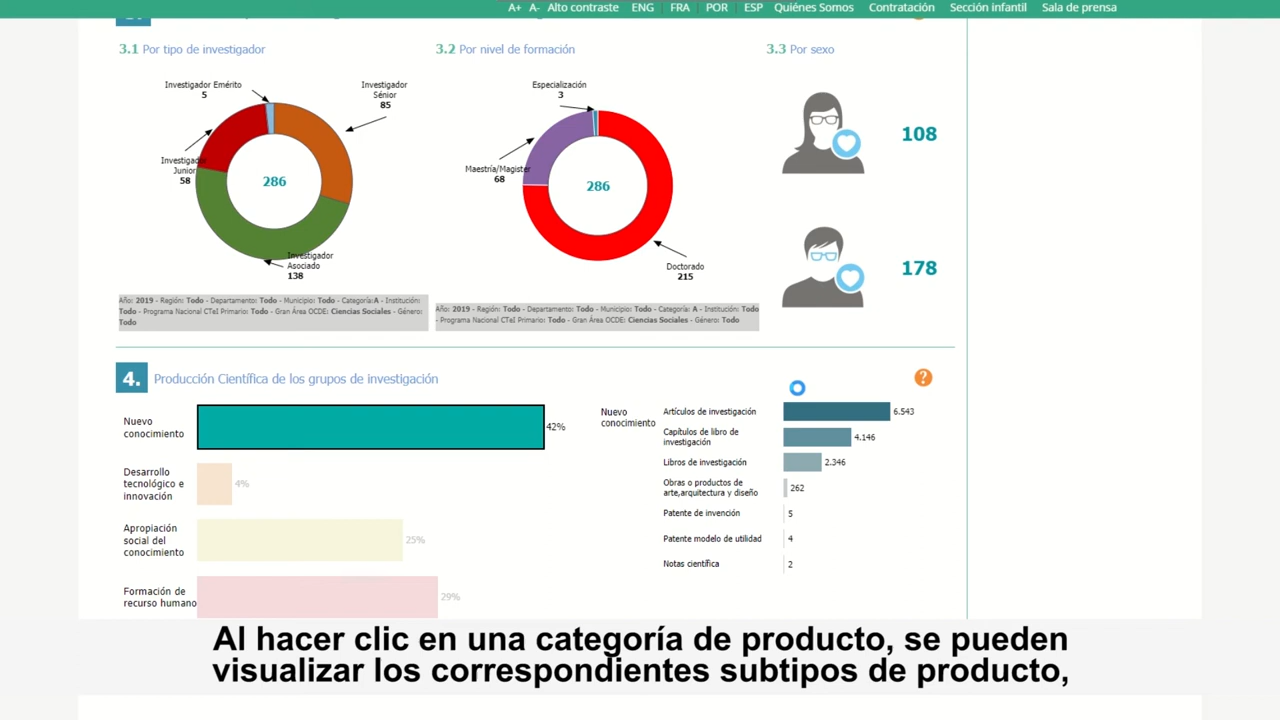 A+ A- Alto contraste ENG FRA POR ESP Quiénes Somos Contratación Sección infantil Sala de prensa
3.1 Por tipo de investigador
3.2 Por nivel de formación
3.3 Por sexo
Investigador Emérito
5
Investigador
Sénior
85
Investigador
Junior
58
286
Investigador
Asociado
138
Especialización
3
Maestría/Magister
68
286
Doctorado
215
108
178
Año: 2019 - Región: Todo - Departamento: Todo - Municipio: Todo - Categoría:A - Institución:
Todo - Programa Nacional CTeI Primario: Todo - Gran Área OCDE: Ciencias Sociales - Género:
Todo
Año: 2019 - Región: Todo - Departamento: Todo - Municipio: Todo - Categoría: A - Institución: Todo
- Programa Nacional CTeI Primario: Todo - Gran Área OCDE: Ciencias Sociales - Género: Todo
4. Producción Científica de los grupos de investigación
?
Nuevo
conocimiento
42%
Desarrollo
tecnológico e
innovación
4%
Apropiación
social del
conocimiento
25%
Formación de
recurso humano
29%
Nuevo
conocimiento
Artículos de investigación 6.543
Capítulos de libro de
investigación
4.146
Libros de investigación 2.346
Obras o productos de
arte,arquitectura y diseño
262
Patente de invención 5
Patente modelo de utilidad 4
Notas científica 2
Al hacer clic en una categoría de producto, se pueden
visualizar los correspondientes subtipos de producto,